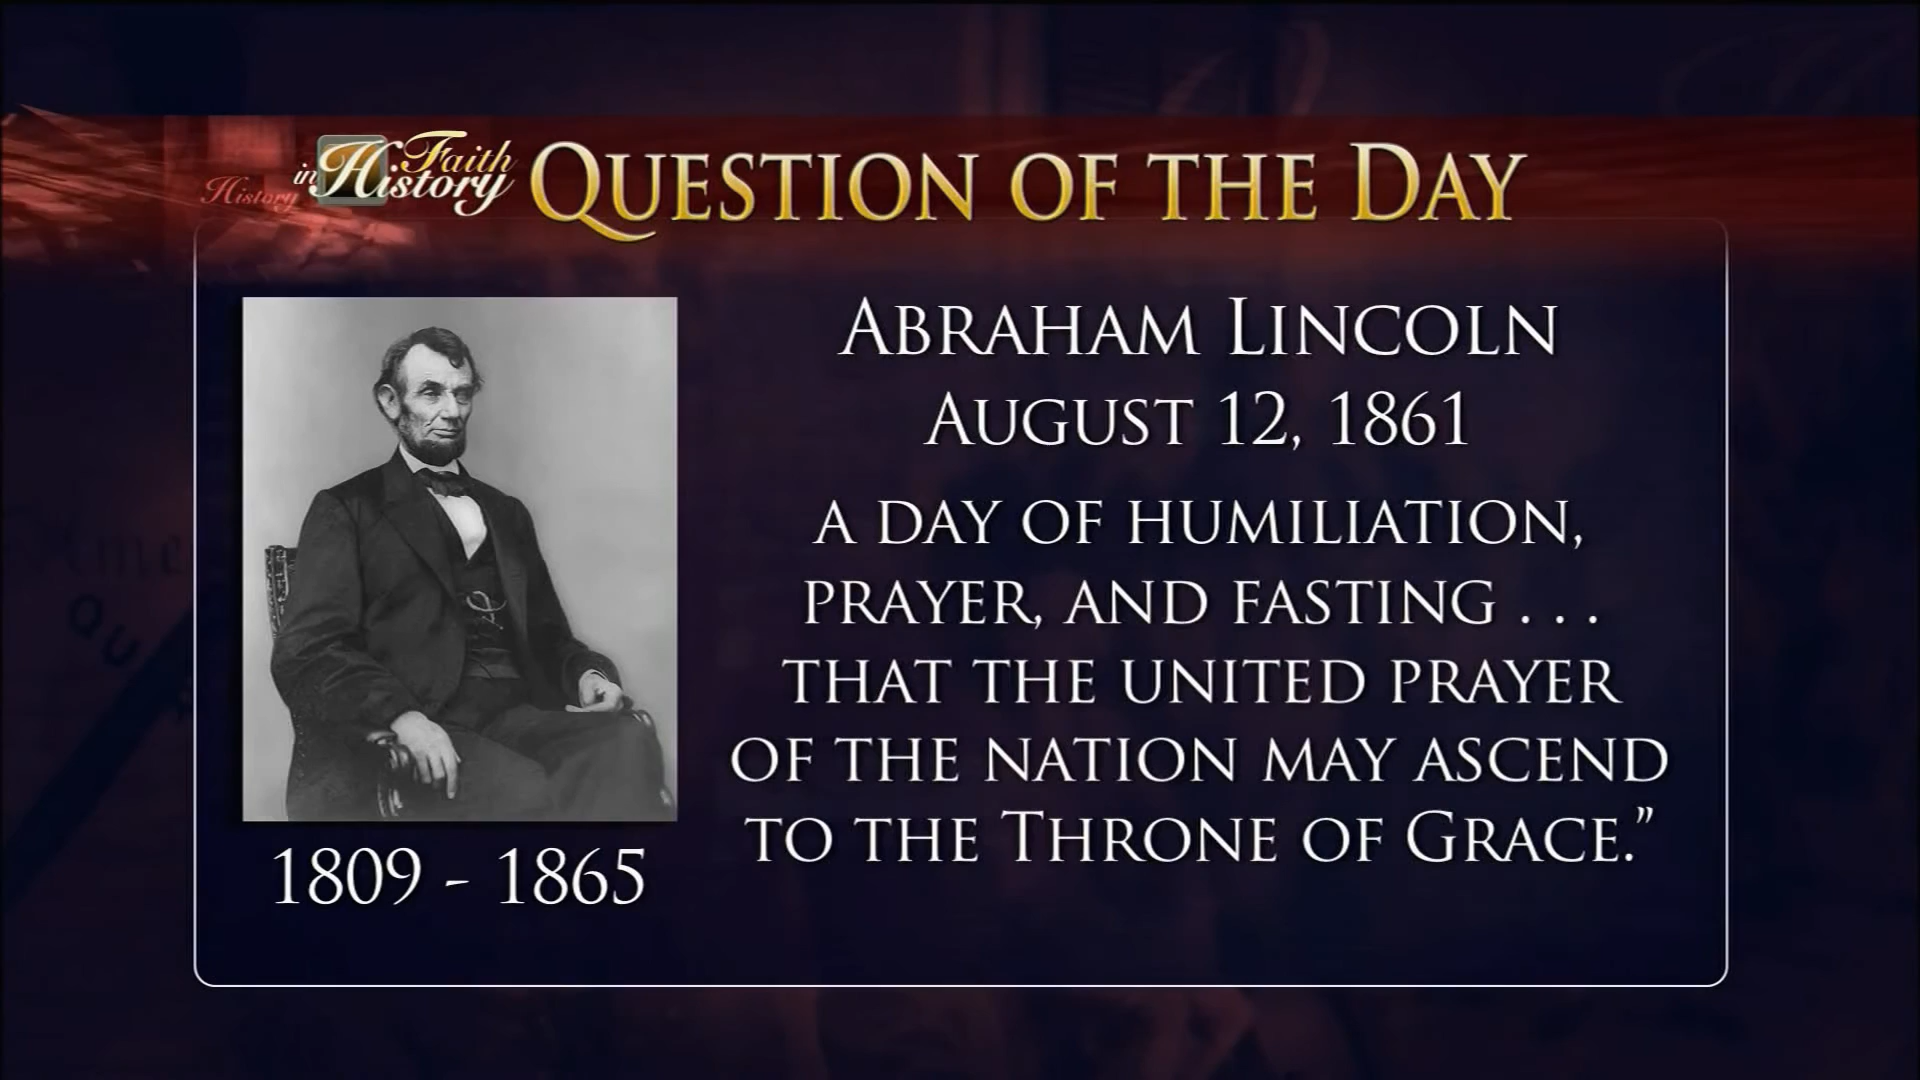 Faith
History in History
QUESTION OF THE DAY
ABRAHAM LINCOLN
AUGUST 12, 1861
A DAY OF HUMILIATION,
PRAYER, AND FASTING . . .
THAT THE UNITED PRAYER
OF THE NATION MAY ASCEND
TO THE THRONE OF GRACE.”
1809 - 1865